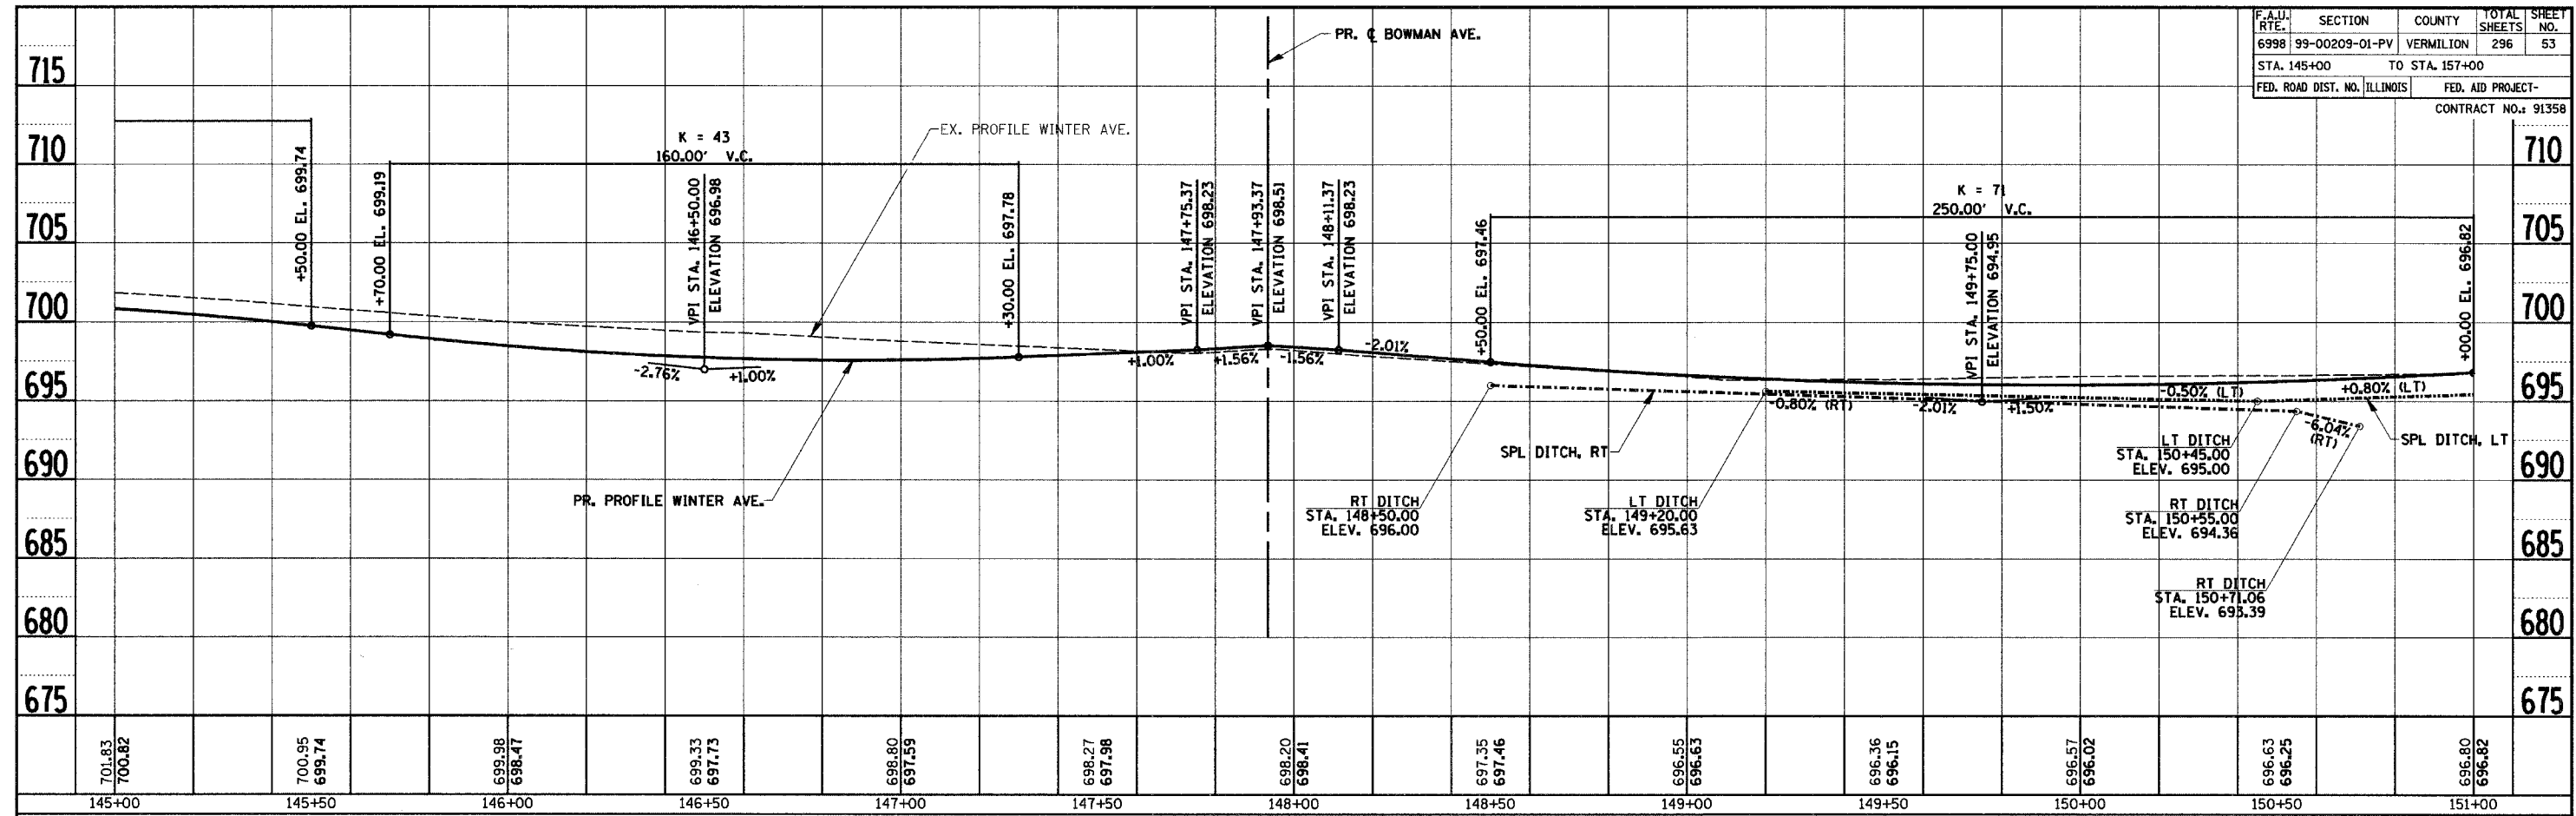 F.A.U. RTE. SECTION COUNTY TOTAL SHEETS SHEET NO.
6998 99-00209-01-PV VERMILION 296 53
STA. 145+00 TO STA. 157+00
FED. ROAD DIST. NO. ILLINOIS FED. AID PROJECT-
CONTRACT NO.: 91358
PR. ℄ BOWMAN AVE.
EX. PROFILE WINTER AVE.
K = 43
160.00' V.C.
K = 71
250.00' V.C.
715
710 710
705 705
700 700
695 695
690 690
685 685
680 680
675 675
+50.00 EL. 699.74
+70.00 EL. 699.19
VPI STA. 146+50.00
ELEVATION 696.98
+30.00 EL. 697.78
VPI STA. 147+75.37
ELEVATION 698.23
VPI STA. 147+93.37
ELEVATION 698.51
VPI STA. 148+11.37
ELEVATION 698.23
+50.00 EL. 697.46
VPI STA. 149+75.00
ELEVATION 694.95
+00.00 EL. 696.82
-2.76% +1.00%
+1.00% +1.56% -1.56% -2.01%
-0.80% (RT) -2.01% +1.50%
-0.50% (LT) +0.80% (LT)
-6.04% (RT)
PR. PROFILE WINTER AVE.
SPL DITCH, RT
SPL DITCH, LT
RT DITCH
STA. 148+50.00
ELEV. 696.00
LT DITCH
STA. 149+20.00
ELEV. 695.63
LT DITCH
STA. 150+45.00
ELEV. 695.00
RT DITCH
STA. 150+55.00
ELEV. 694.36
RT DITCH
STA. 150+71.06
ELEV. 693.39
701.83 700.95 699.98 699.33 698.80 698.27 698.20 697.35 696.55 696.36 696.57 696.63 696.80
700.82 699.74 698.47 697.73 697.59 697.98 698.41 697.46 696.63 696.15 696.02 696.25 696.82
145+00 145+50 146+00 146+50 147+00 147+50 148+00 148+50 149+00 149+50 150+00 150+50 151+00